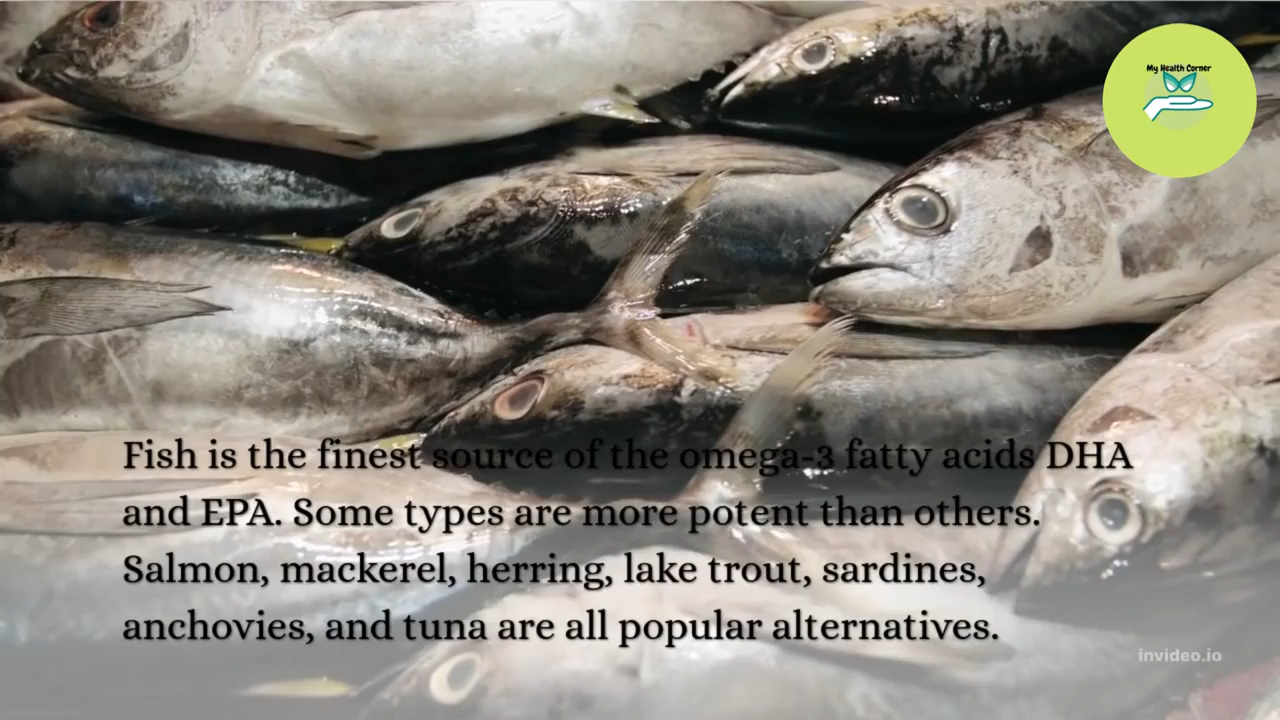 My Health Corner
Fish is the finest source of the omega-3 fatty acids DHA
and EPA. Some types are more potent than others.
Salmon, mackerel, herring, lake trout, sardines,
anchovies, and tuna are all popular alternatives.
invideo.io